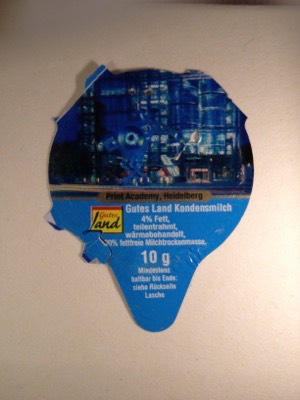 Print Academy, Heidelberg
Gutes
Land
Gutes Land Kondensmilch
4% Fett,
teilentrahmt,
wärmebehandelt,
0% fettfreie Milchtrockenmasse,
10 g
Mindestens
haltbar bis Ende:
siehe Rückseite
Lasche